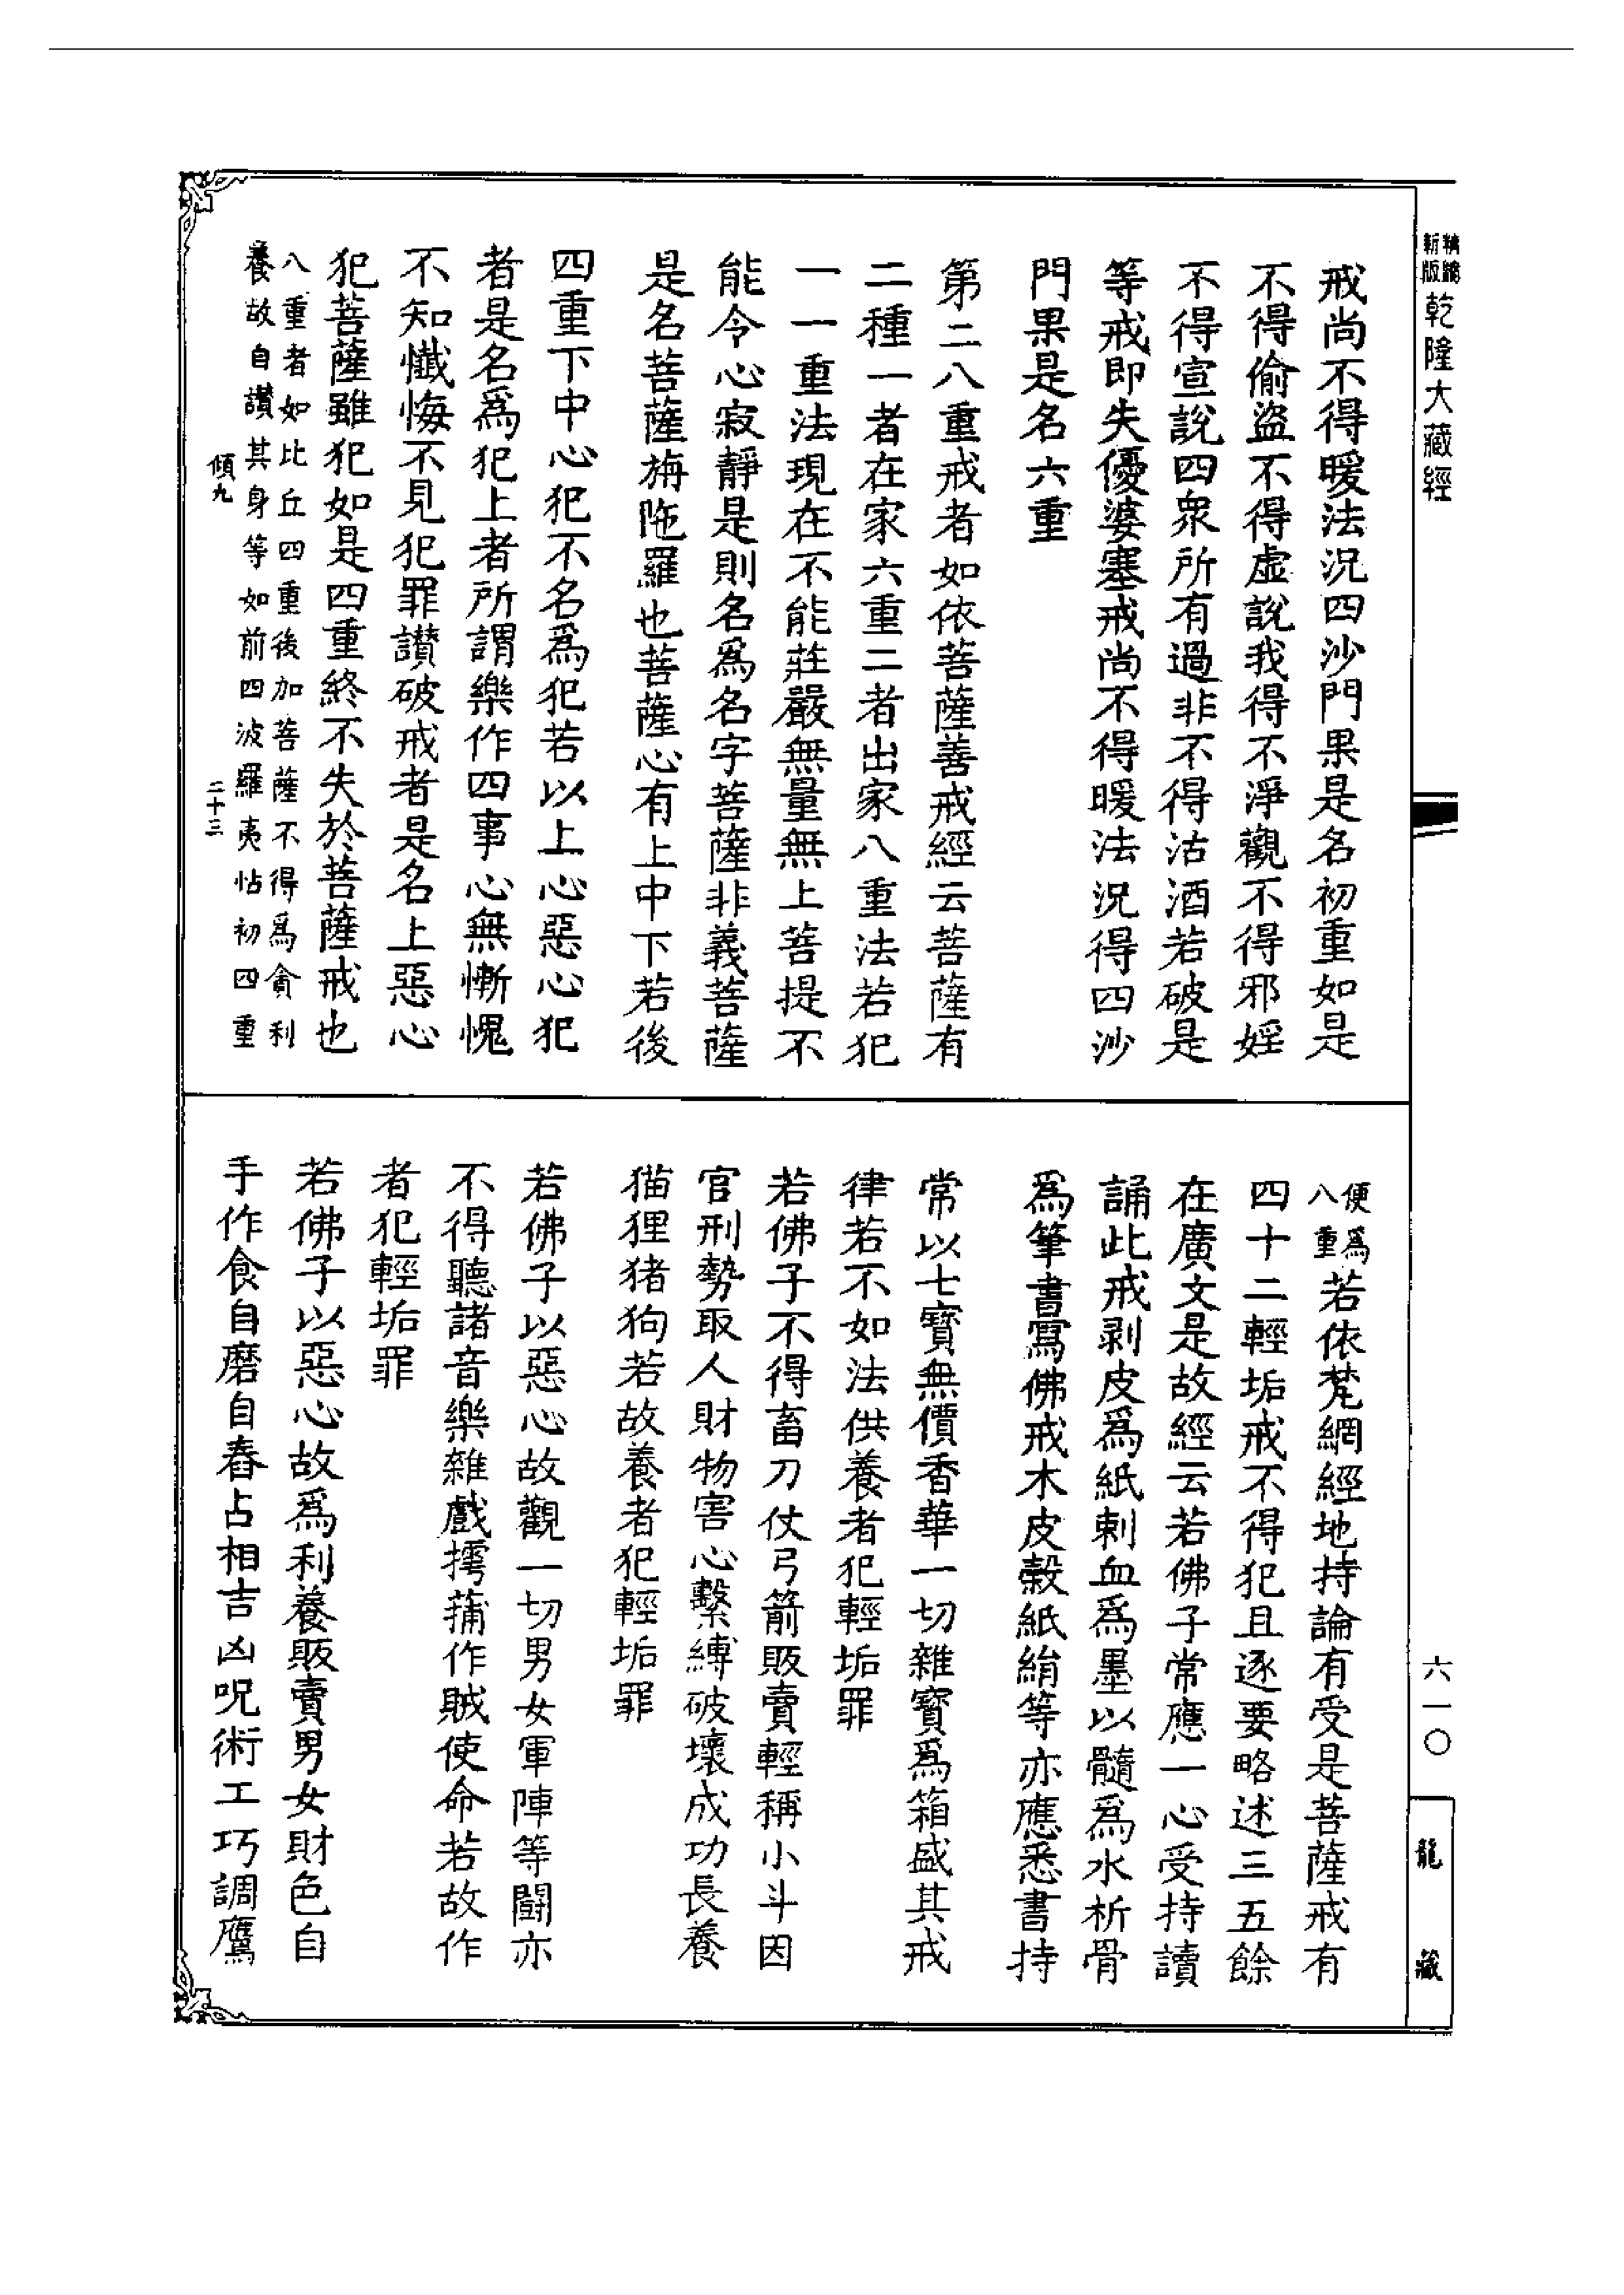 精編
新版
乾隆大藏經
戒尚不得暖法況四沙門果是名初重如是
不得偷盜不得虛說我得不淨觀不得邪婬
不得宣說四衆所有過非不得沽酒若破是
等戒即失優婆塞戒尚不得暖法況得四沙
門果是名六重
第二八重戒者如依菩薩善戒經云菩薩有
二種一者在家六重二者出家八重法若犯
一一重法現在不能莊嚴無量無上菩提不
能令心寂靜是則名爲名字菩薩非義菩薩
是名菩薩旃陁羅也菩薩心有上中下若後
四重下中心犯不名爲犯若以上心惡心犯
者是名爲犯上者所謂樂作四事心無慚愧
不知懺悔不見犯罪讃破戒者是名上惡心
犯菩薩雖犯如是四重終不失於菩薩戒也
八重者如比丘四重後加菩薩不得爲貪利
養故自讃其身等如前四波羅夷怗初四重
傾九
二十三
便爲
八重
若依梵網經地持論有受是菩薩戒有
四十二輕垢戒不得犯且逐要略述三五餘
在廣文是故經云若佛子常應一心受持讀
誦此戒剥皮爲紙刺血爲墨以髓爲水析骨
爲筆書寫佛戒木皮榖紙絹等亦應悉書持
常以七寳無價香華一切雜寳爲箱盛其戒
律若不如法供養者犯輕垢罪
若佛子不得畜刀仗弓箭販賣輕稱小斗因
官刑勢取人財物害心繫縛破壞成功長養
猫狸猪狗若故養者犯輕垢罪
若佛子以惡心故觀一切男女軍陣等鬭亦
不得聽諸音樂雜戲摴蒱作賊使命若故作
者犯輕垢罪
若佛子以惡心故爲利養販賣男女財色自
手作食自磨自舂占相吉凶呪術工巧調鷹
六一〇
龍藏